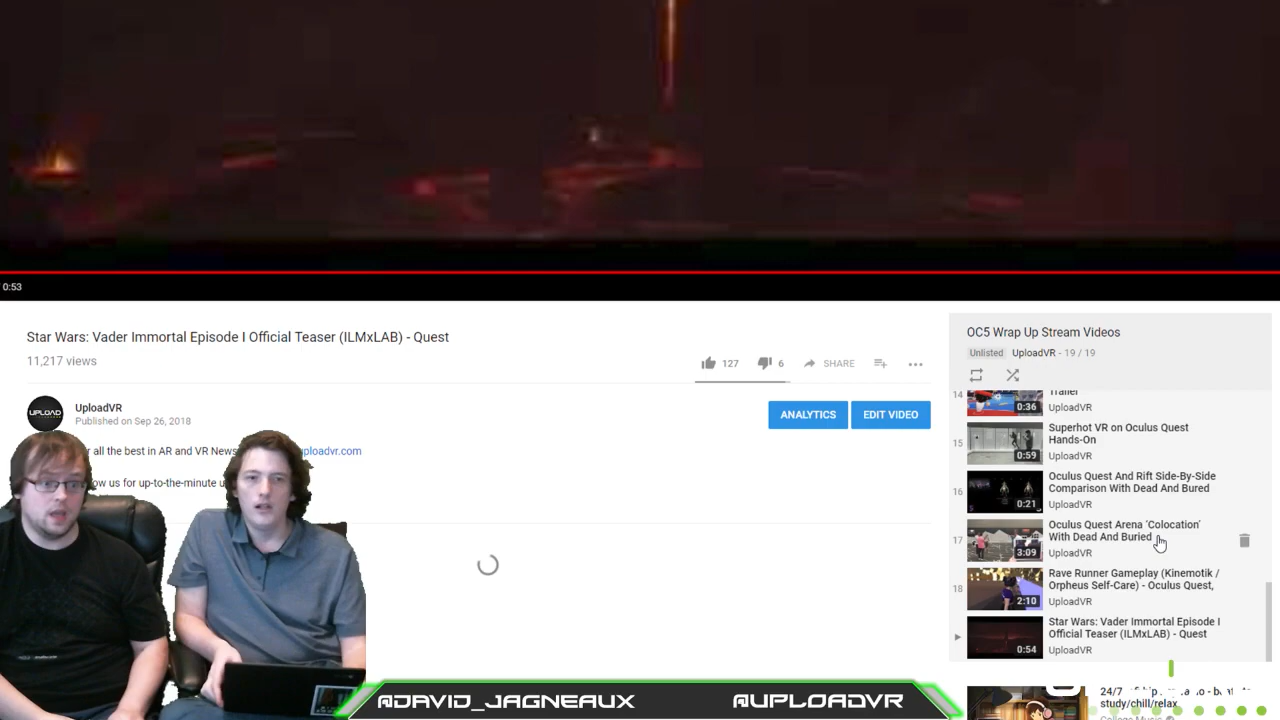 0:53
Star Wars: Vader Immortal Episode I Official Teaser (ILMxLAB) - Quest
11,217 views
127
6
SHARE
UPLOAD
UploadVR
Published on Sep 26, 2018
ANALYTICS
EDIT VIDEO
all the best in AR and VR News
uploadvr.com
ow us for up-to-the-minute u
OC5 Wrap Up Stream Videos
Unlisted UploadVR - 19 / 19
14
Trailer
0:36
UploadVR
15
Superhot VR on Oculus Quest
Hands-On
0:59
UploadVR
16
Oculus Quest And Rift Side-By-Side
Comparison With Dead And Bured
0:21
UploadVR
17
Oculus Quest Arena 'Colocation'
With Dead And Buried
3:09
UploadVR
18
Rave Runner Gameplay (Kinemotik /
Orpheus Self-Care) - Oculus Quest,
2:10
UploadVR
Star Wars: Vader Immortal Episode I
Official Teaser (ILMxLAB) - Quest
0:54
UploadVR
24/7
study/chill/relax
College Music
@DAVID_JAGNEAUX
@UPLOADVR